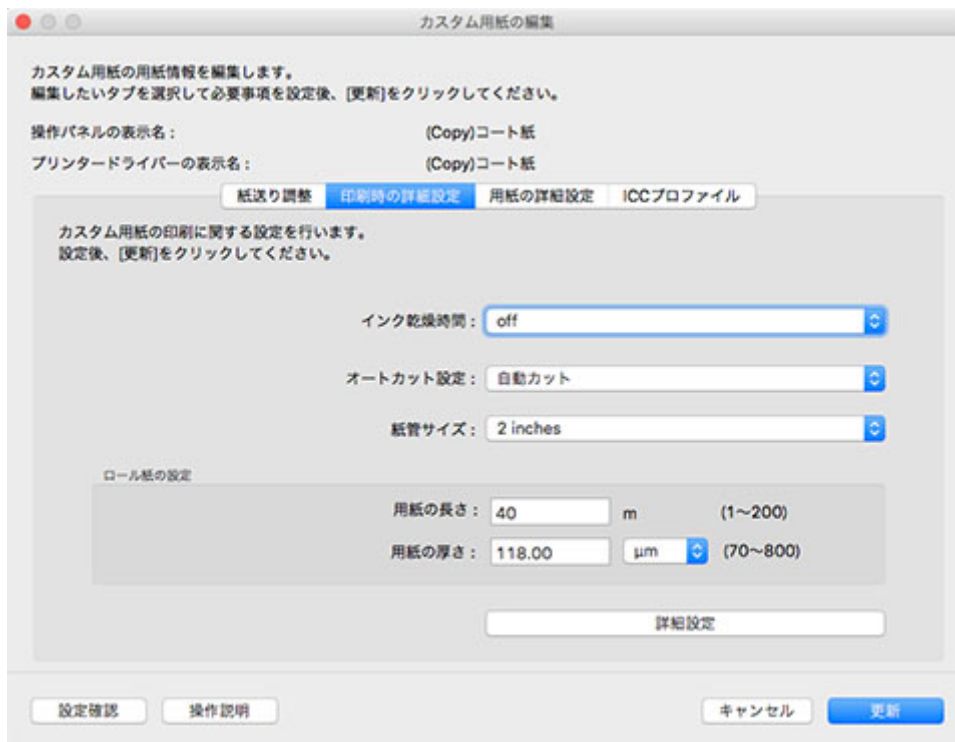 カスタム用紙の編集
カスタム用紙の用紙情報を編集します。
編集したいタブを選択して必要事項を設定後、[更新]をクリックしてください。
操作パネルの表示名： (Copy)コート紙
プリンタードライバーの表示名： (Copy)コート紙
紙送り調整 印刷時の詳細設定 用紙の詳細設定 ICCプロファイル
カスタム用紙の印刷に関する設定を行います。
設定後、[更新]をクリックしてください。
インク乾燥時間： off
オートカット設定： 自動カット
紙管サイズ： 2 inches
ロール紙の設定
用紙の長さ： 40 m (1～200)
用紙の厚さ： 118.00 μm (70～800)
詳細設定
設定確認 操作説明 キャンセル 更新